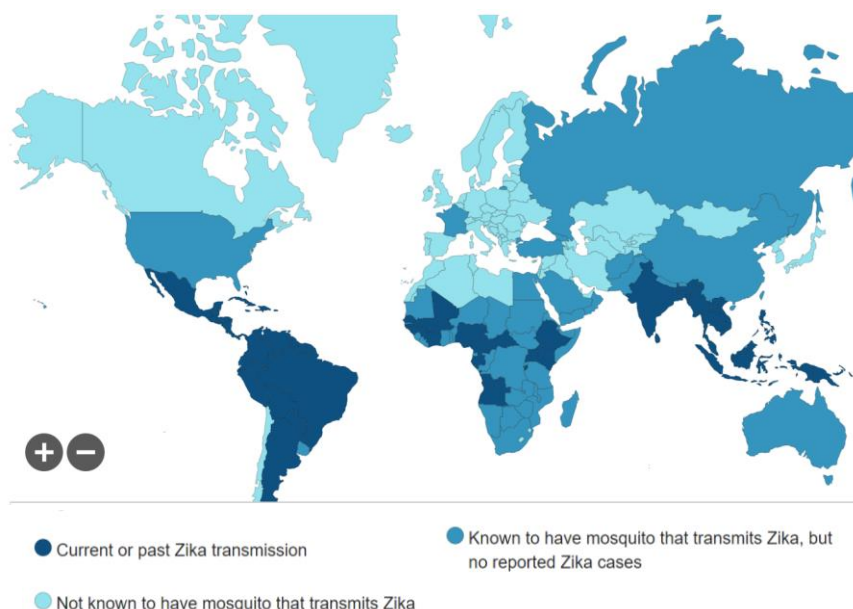 Current or past Zika transmission
Known to have mosquito that transmits Zika, but
no reported Zika cases
Not known to have mosquito that transmits Zika